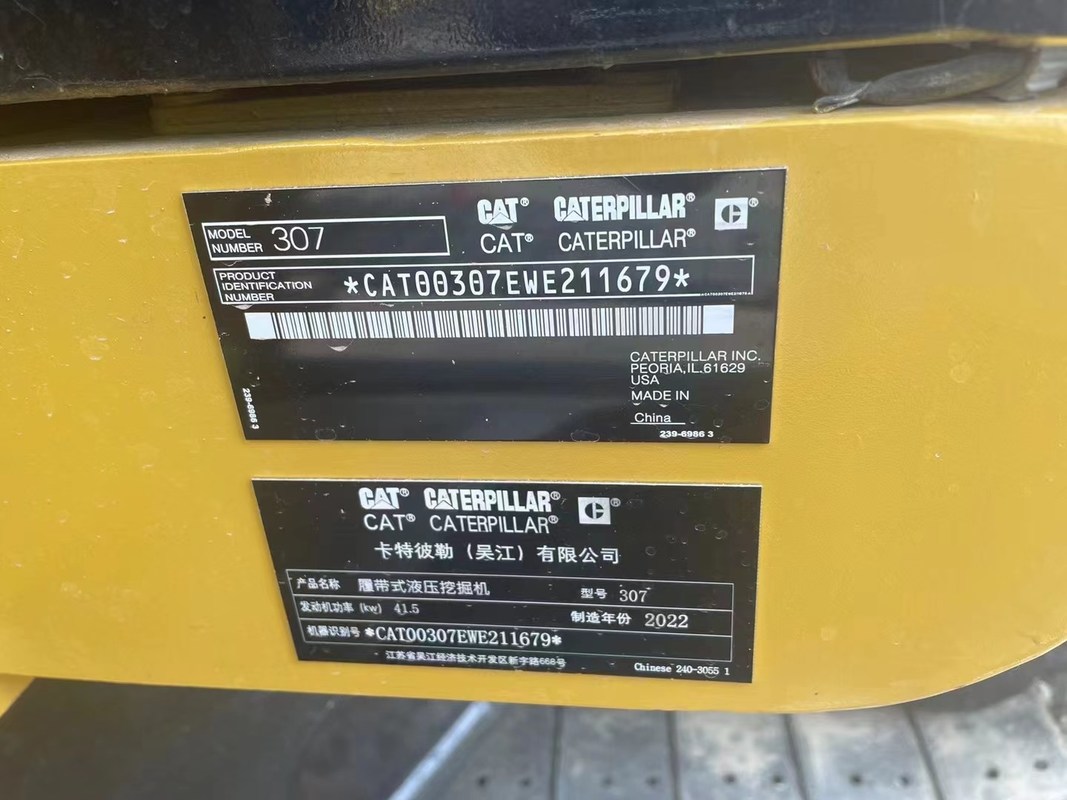 CAT® CATERPILLAR® C®
MODEL NUMBER 307 CAT® CATERPILLAR®
PRODUCT IDENTIFICATION NUMBER *CAT00307EWE211679*
CATERPILLAR INC.
PEORIA,IL.61629
USA
MADE IN
China
239-6986 3
239-6986 3
CAT® CATERPILLAR® C®
CAT® CATERPILLAR®
卡特彼勒（吴江）有限公司
产品名称 履带式液压挖掘机 型号 307
发动机功率 (kw) 41.5 制造年份 2022
机器识别号 *CAT00307EWE211679*
江苏省吴江经济技术开发区新字路668号 Chinese 240-3055 1